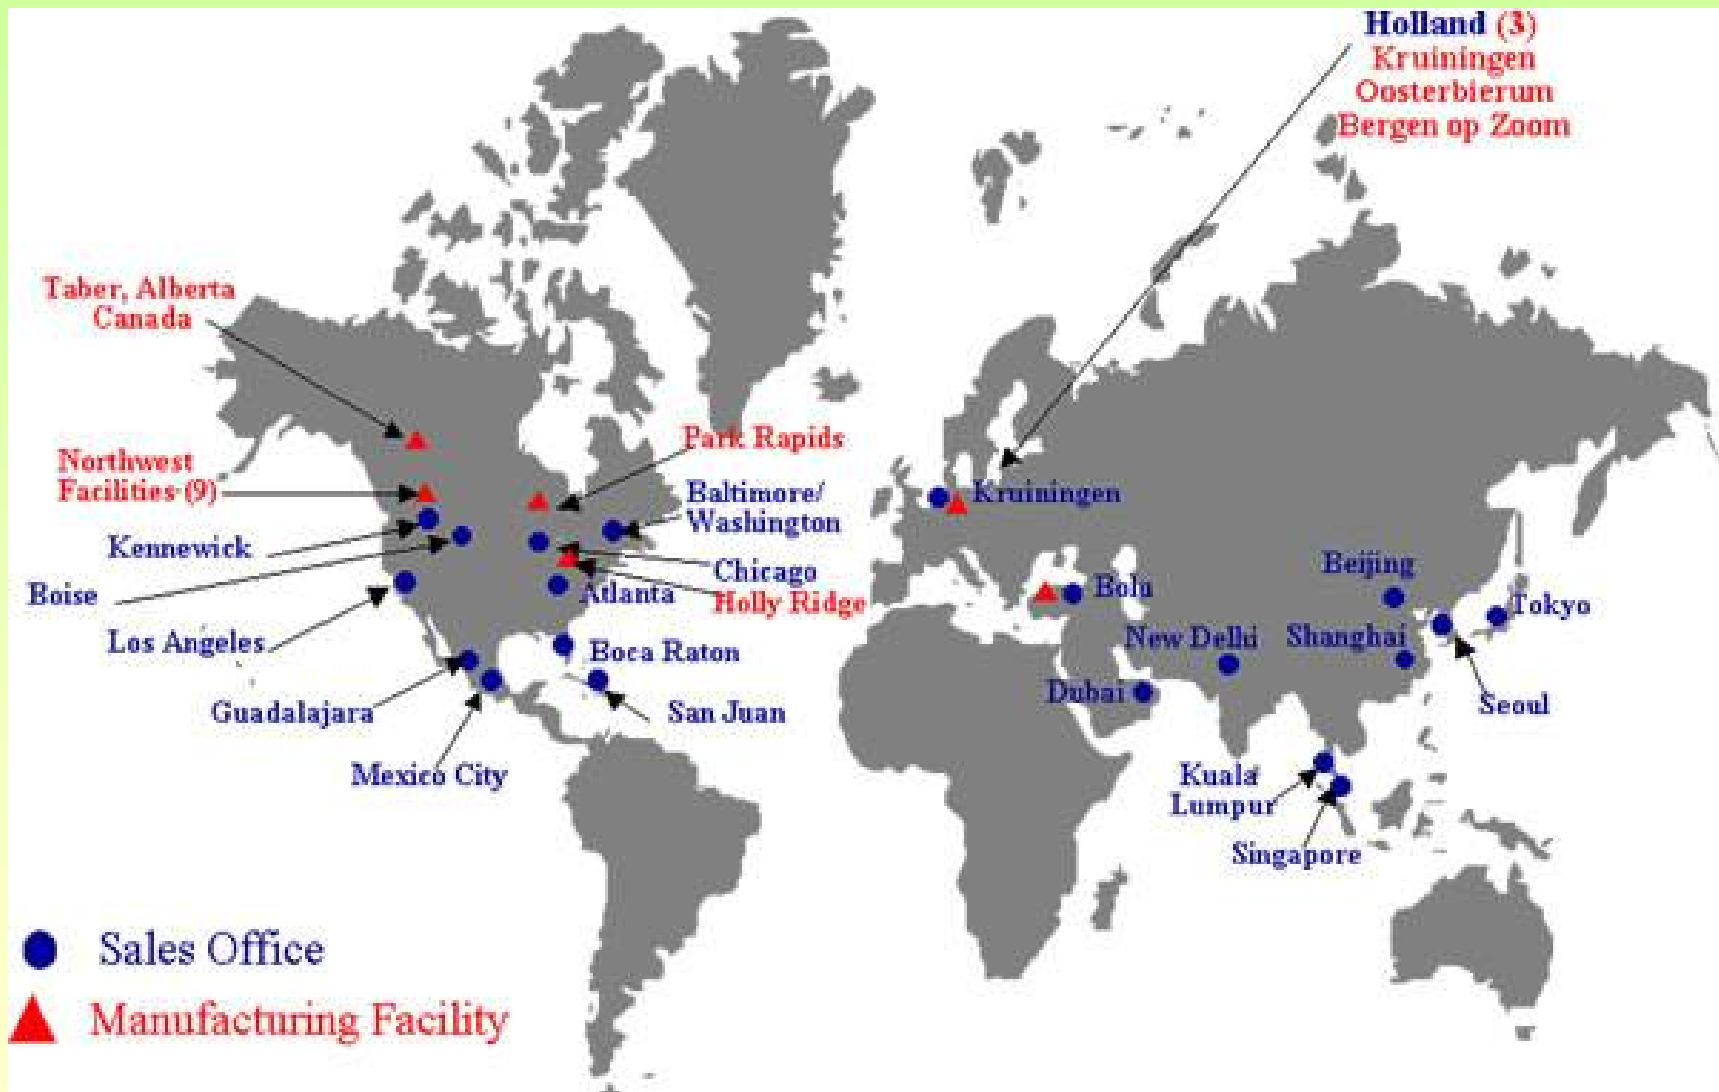 Holland (3)
Kruiningen
Oosterbierum
Bergen op Zoom
Taber, Alberta
Canada
Northwest
Facilities (9)
Park Rapids
Baltimore/
Washington
Kruiningen
Kennewick
Chicago
Boise
Atlanta
Holly Ridge
Bolu
Beijing
Tokyo
Los Angeles
Boca Raton
New Delhi
Shanghai
Guadalajara
San Juan
Dubai
Seoul
Mexico City
Kuala
Lumpur
Singapore
Sales Office
Manufacturing Facility